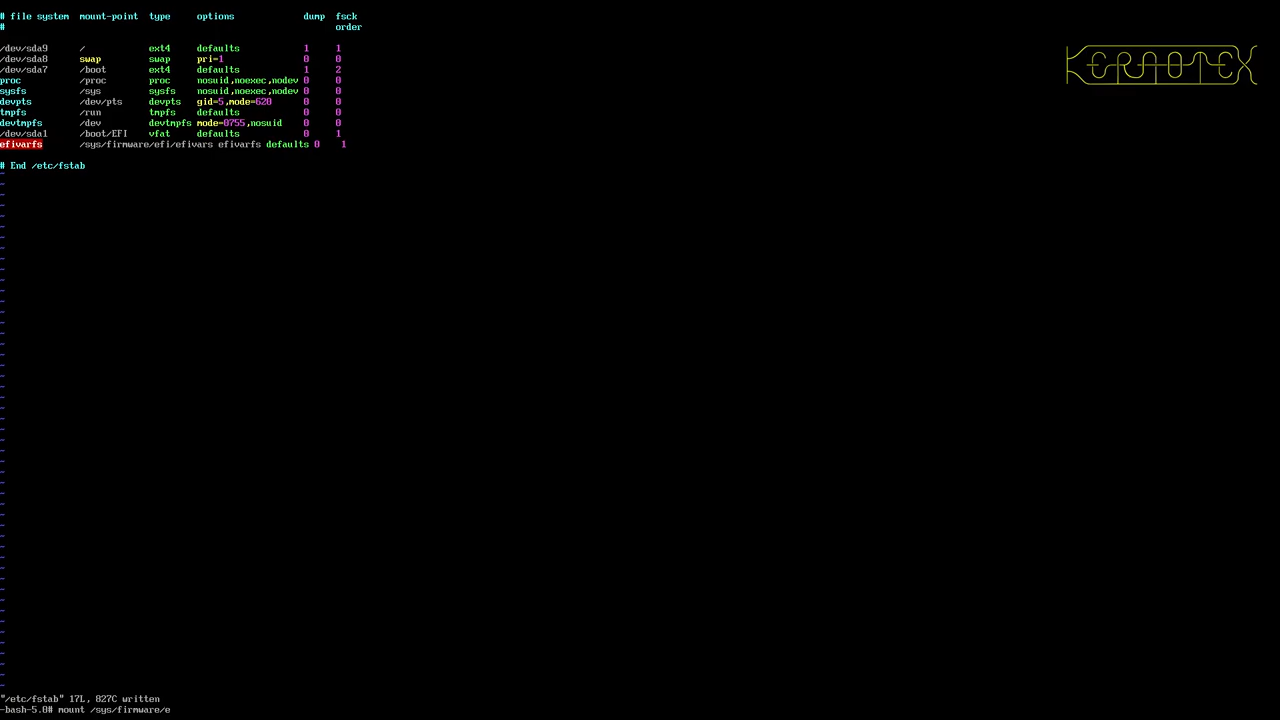 # file system  mount-point  type     options         dump  fsck
#                                                          order
KERAOTEX
/dev/sda9      /            ext4     defaults        1     1
/dev/sda8      swap         swap     pri=1           0     0
/dev/sda7      /boot        ext4     defaults        1     2
proc           /proc        proc     nosuid,noexec,nodev 0     0
sysfs          /sys         sysfs    nosuid,noexec,nodev 0     0
devpts         /dev/pts     devpts   gid=5,mode=620      0     0
tmpfs          /run         tmpfs    defaults        0     0
devtmpfs       /dev         devtmpfs mode=0755,nosuid    0     0
/dev/sda1      /boot/EFI    vfat     defaults        0     1
efivarfs       /sys/firmware/efi/efivars efivarfs defaults 0    1
# End /etc/fstab
"/etc/fstab" 17L, 827C written
-bash-5.0# mount /sys/firmware/e